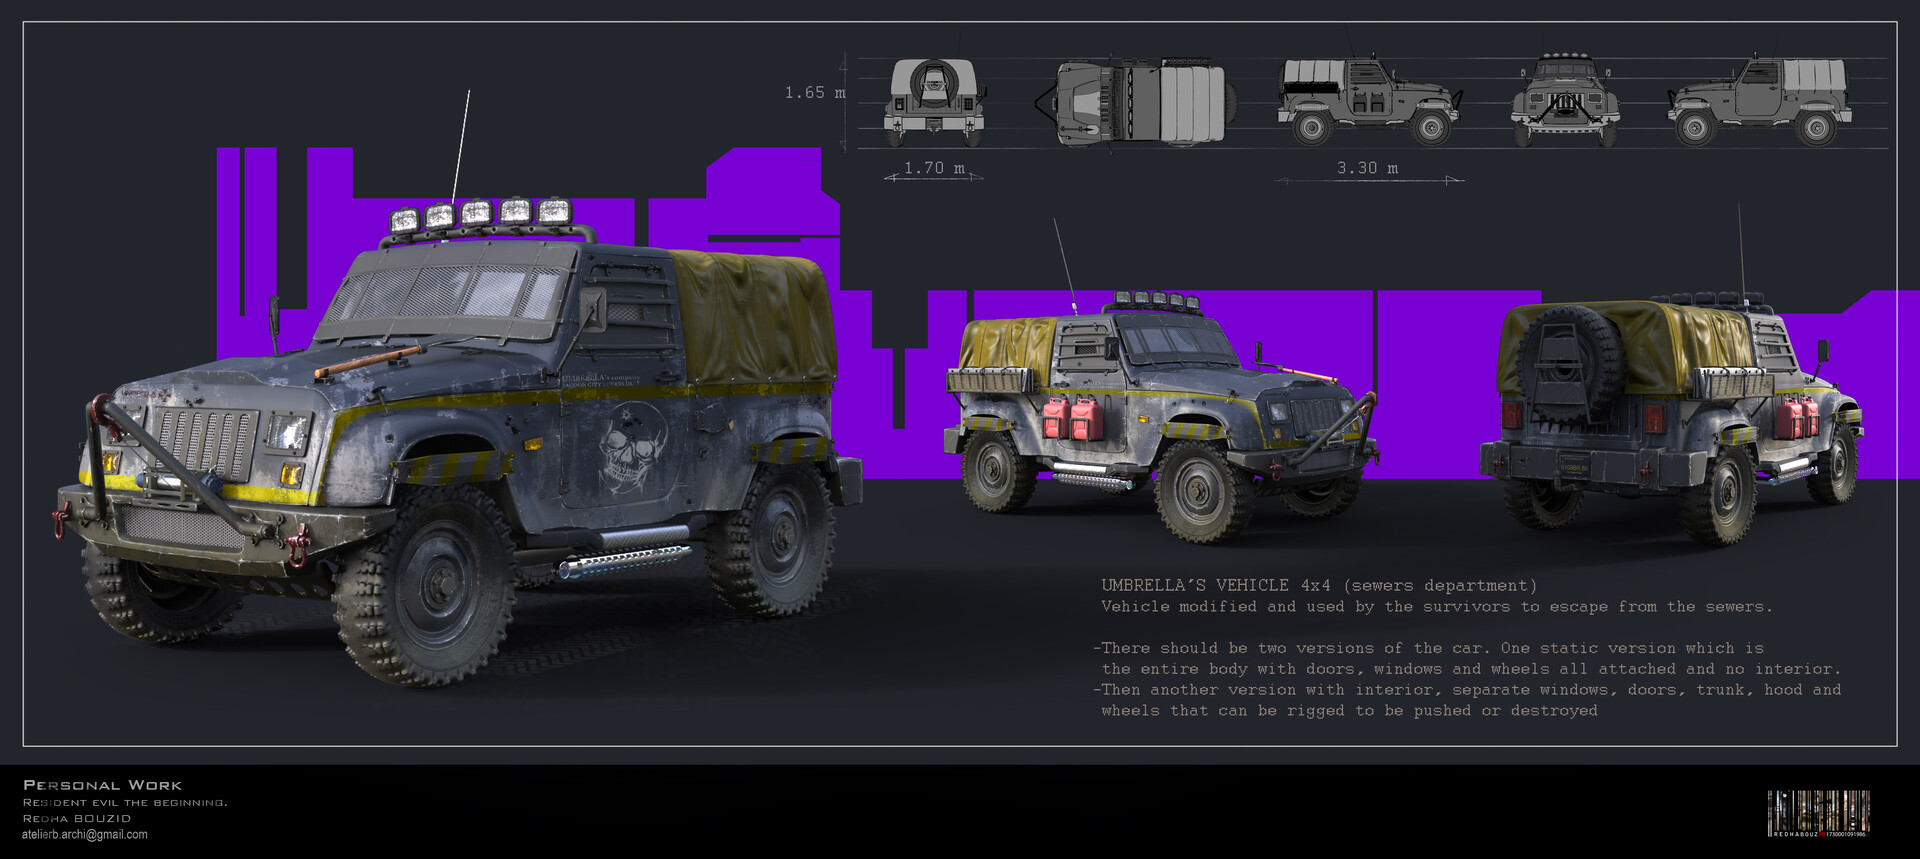 1.65 m
1.70 m
3.30 m
UMBRELLA's company
UMBRELLA'S VEHICLE 4x4 (sewers department)
Vehicle modified and used by the survivors to escape from the sewers.
-There should be two versions of the car. One static version which is
the entire body with doors, windows and wheels all attached and no interior.
-Then another version with interior, separate windows, doors, trunk, hood and
wheels that can be rigged to be pushed or destroyed
PERSONAL WORK
RESIDENT EVIL THE BEGINNING.
REDHA BOUZID
atelierb.archi@gmail.com